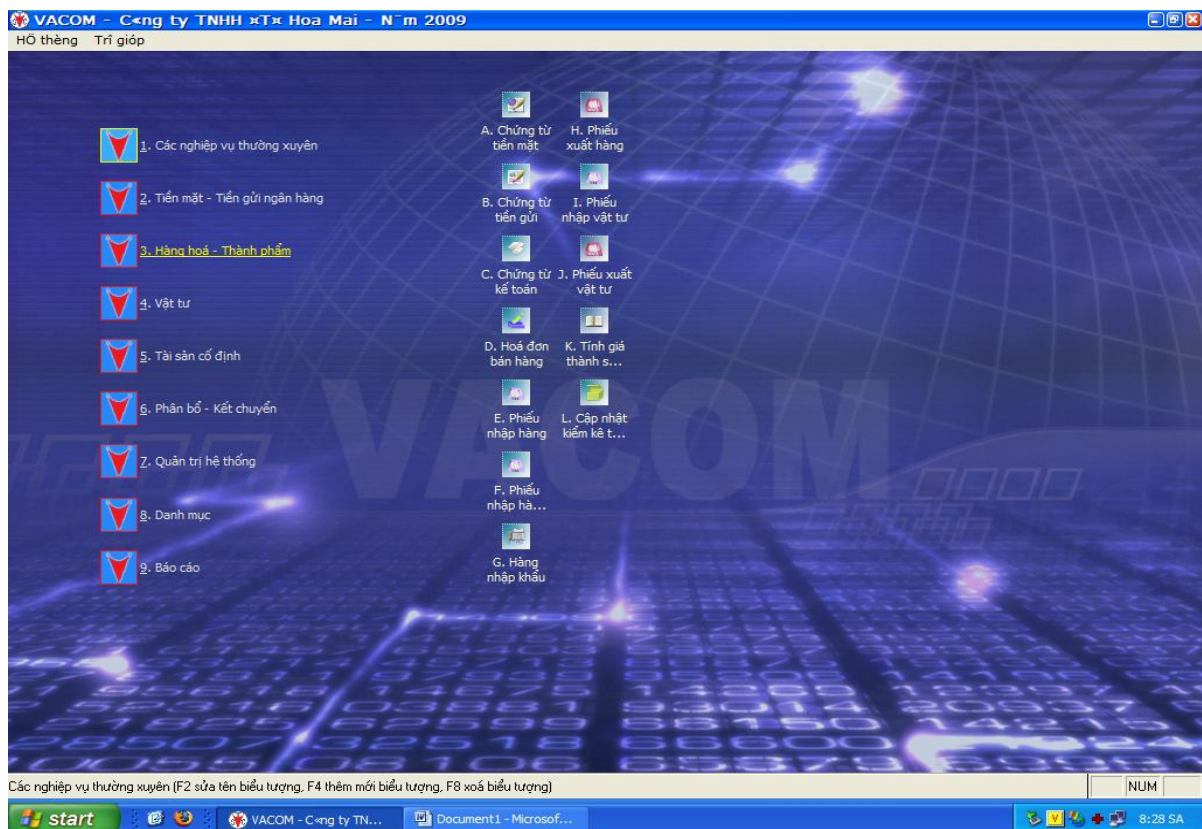 VACOM - C«ng ty TNHH ¤T¤ Hoa Mai - N¨m 2009
HÖ thèng Trî gióp
1. Các nghiệp vụ thường xuyên
2. Tiền mặt - Tiền gửi ngân hàng
3. Hàng hoá - Thành phẩm
4. Vật tư
5. Tài sản cố định
6. Phân bổ - Kết chuyển
7. Quản trị hệ thống
8. Danh mục
9. Báo cáo
A. Chứng từ
tiền mặt
B. Chứng từ
tiền gửi
C. Chứng từ
kế toán
D. Hoá đơn
bán hàng
E. Phiếu
nhập hàng
F. Phiếu
nhập hà...
G. Hàng
nhập khẩu
H. Phiếu
xuất hàng
I. Phiếu
nhập vật tư
J. Phiếu xuất
vật tư
K. Tính giá
thành s...
L. Cập nhật
kiểm kê t...
VACOM
Các nghiệp vụ thường xuyên (F2 sửa tên biểu tượng, F4 thêm mới biểu tượng, F8 xoá biểu tượng)
NUM
start
VACOM - C«ng ty TN...
Document1 - Microsof...
V
8:28 SA